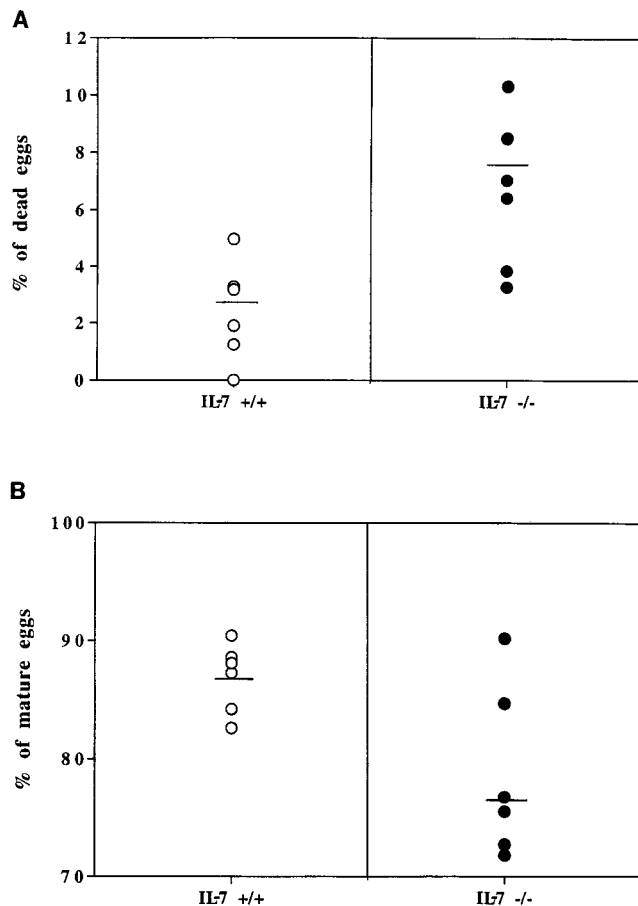 A
12
10
8
6
4
2
0
% of dead eggs
IL-7 +/+
IL-7 -/-
B
100
90
80
70
% of mature eggs
IL-7 +/+
IL-7 -/-